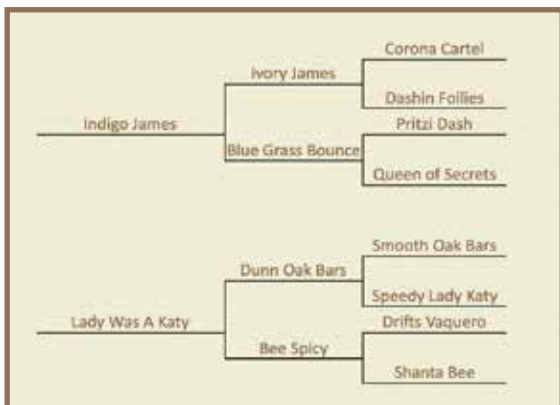 Corona Cartel
Ivory James
Dashin Follies
Indigo James
Pritzi Dash
Blue Grass Bounce
Queen of Secrets
Smooth Oak Bars
Dunn Oak Bars
Speedy Lady Katy
Lady Was A Katy
Drifts Vaquero
Bee Spicy
Shanta Bee